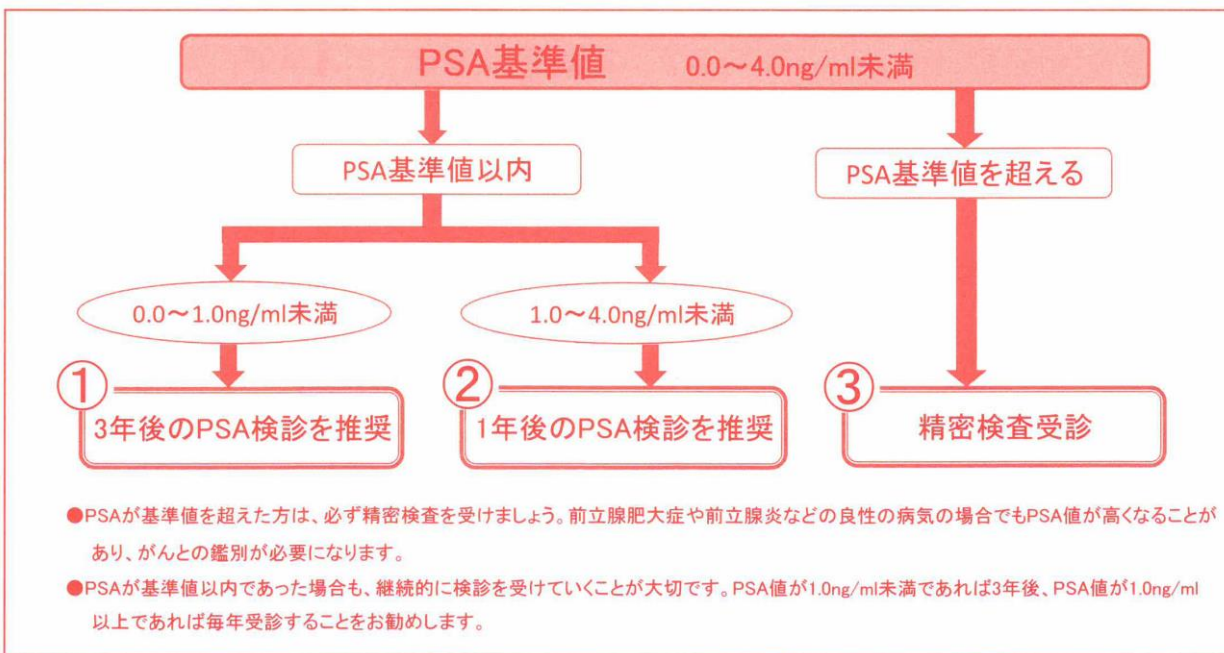 PSA基準値 0.0～4.0ng/ml未満
PSA基準値以内
PSA基準値を超える
0.0～1.0ng/ml未満
1.0～4.0ng/ml未満
①
3年後のPSA検診を推奨
②
1年後のPSA検診を推奨
③
精密検査受診
●PSAが基準値を超えた方は、必ず精密検査を受けましょう。前立腺肥大症や前立腺炎などの良性の病気の場合でもPSA値が高くなることが
あり、がんとの鑑別が必要になります。
●PSAが基準値以内であった場合も、継続的に検診を受けていくことが大切です。PSA値が1.0ng/ml未満であれば3年後、PSA値が1.0ng/ml
以上であれば毎年受診することをお勧めします。